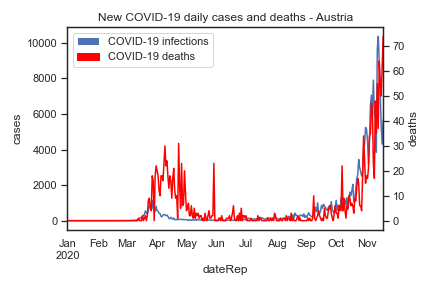 New COVID-19 daily cases and deaths - Austria
COVID-19 infections
COVID-19 deaths
10000
8000
6000
4000
2000
0
cases
70
60
50
40
30
20
10
0
deaths
Jan Feb Mar Apr May Jun Jul Aug Sep Oct Nov
2020
dateRep